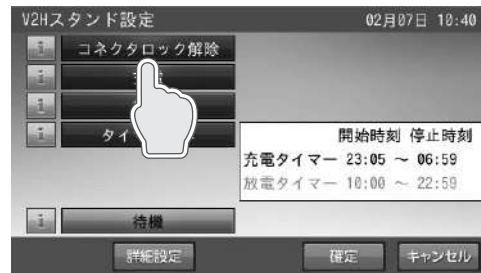 V2Hスタンド設定 02月07日 10:40
i コネクタロック解除
i
i
i タイ
開始時刻 停止時刻
充電タイマー 23:05 ～ 06:59
放電タイマー 10:00 ～ 22:59
i 待機
詳細設定 確定 キャンセル